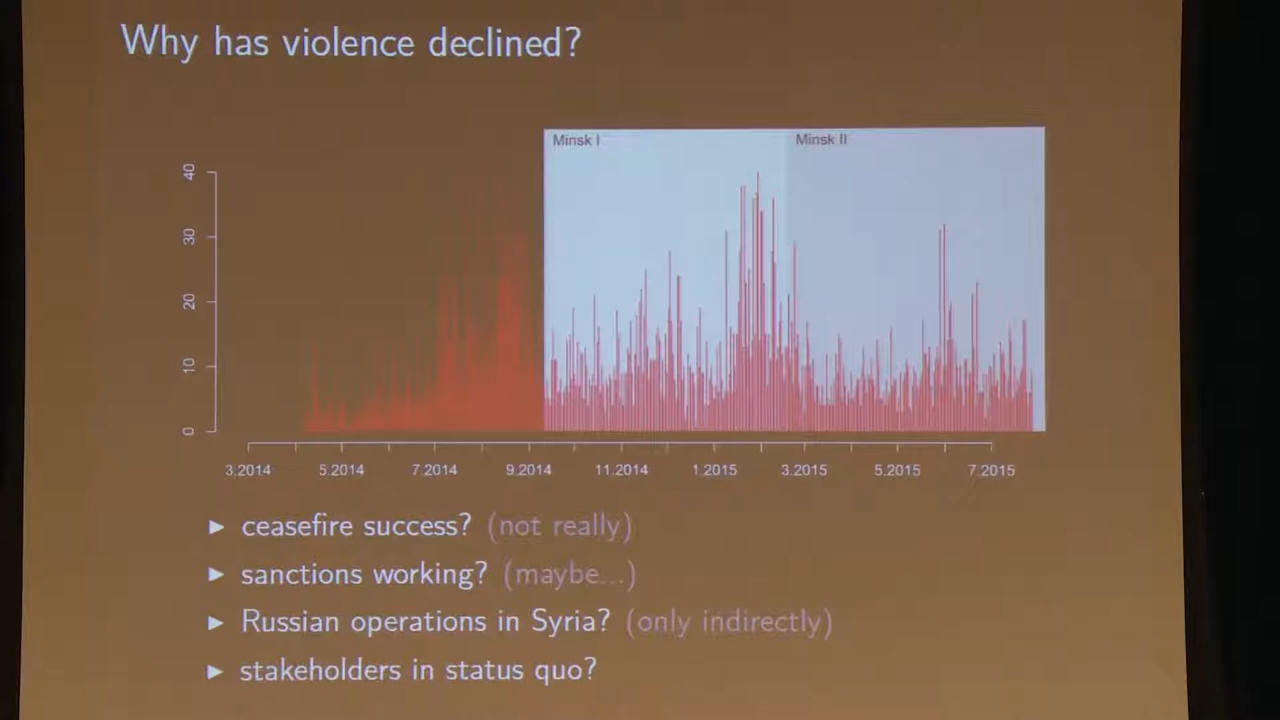 Why has violence declined?
Minsk I
Minsk II
40
30
20
10
0
3.2014 5.2014 7.2014 9.2014 11.2014 1.2015 3.2015 5.2015 7.2015
► ceasefire success? (not really)
► sanctions working? (maybe...)
► Russian operations in Syria? (only indirectly)
► stakeholders in status quo?